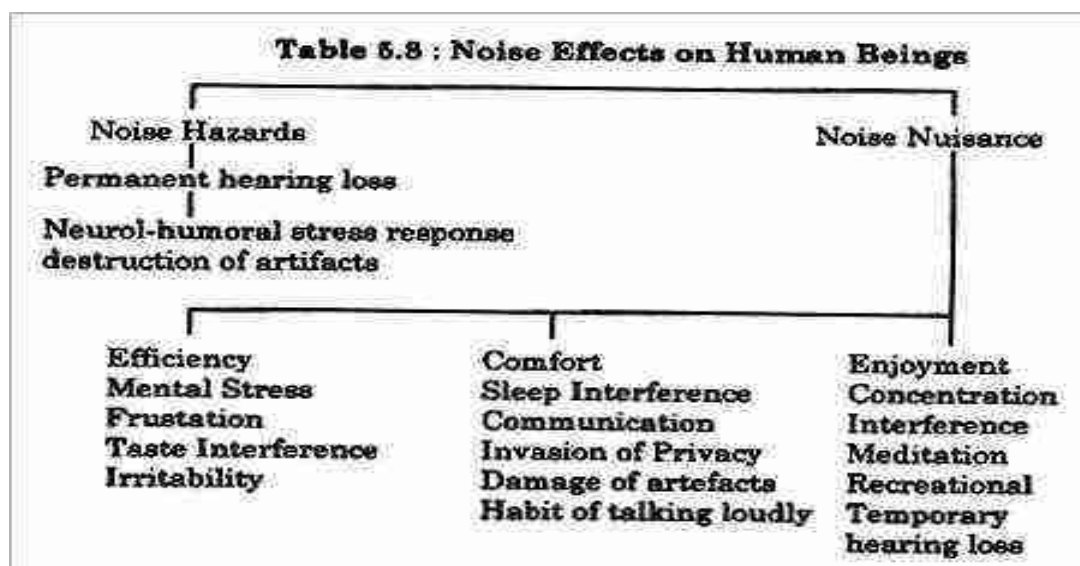 Table 5.8 : Noise Effects on Human Beings
Noise Hazards
Noise Nuisance
Permanent hearing loss
Neurol-humoral stress response
destruction of artifacts
Efficiency
Mental Stress
Frustation
Taste Interference
Irritability
Comfort
Sleep Interference
Communication
Invasion of Privacy
Damage of artefacts
Habit of talking loudly
Enjoyment
Concentration
Interference
Meditation
Recreational
Temporary
hearing loss